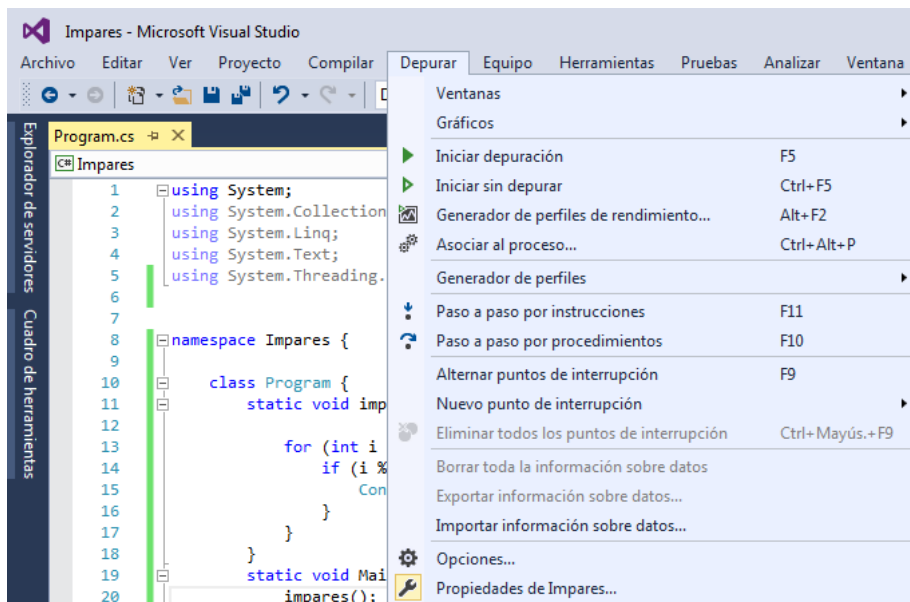 Impares - Microsoft Visual Studio
Archivo Editar Ver Proyecto Compilar Depurar Equipo Herramientas Pruebas Analizar Ventana
Explorador de servidores
Cuadro de herramientas
Program.cs
C# Impares
1 using System;
2 using System.Collection
3 using System.Linq;
4 using System.Text;
5 using System.Threading.
6
7
8 namespace Impares {
9
10 class Program {
11 static void imp
12
13 for (int i
14 if (i %
15 Con
16 }
17 }
18 }
19 static void Mai
20 impares();
Ventanas
Gráficos
Iniciar depuración F5
Iniciar sin depurar Ctrl+F5
Generador de perfiles de rendimiento... Alt+F2
Asociar al proceso... Ctrl+Alt+P
Generador de perfiles
Paso a paso por instrucciones F11
Paso a paso por procedimientos F10
Alternar puntos de interrupción F9
Nuevo punto de interrupción
Eliminar todos los puntos de interrupción Ctrl+Mayús.+F9
Borrar toda la información sobre datos
Exportar información sobre datos...
Importar información sobre datos...
Opciones...
Propiedades de Impares...